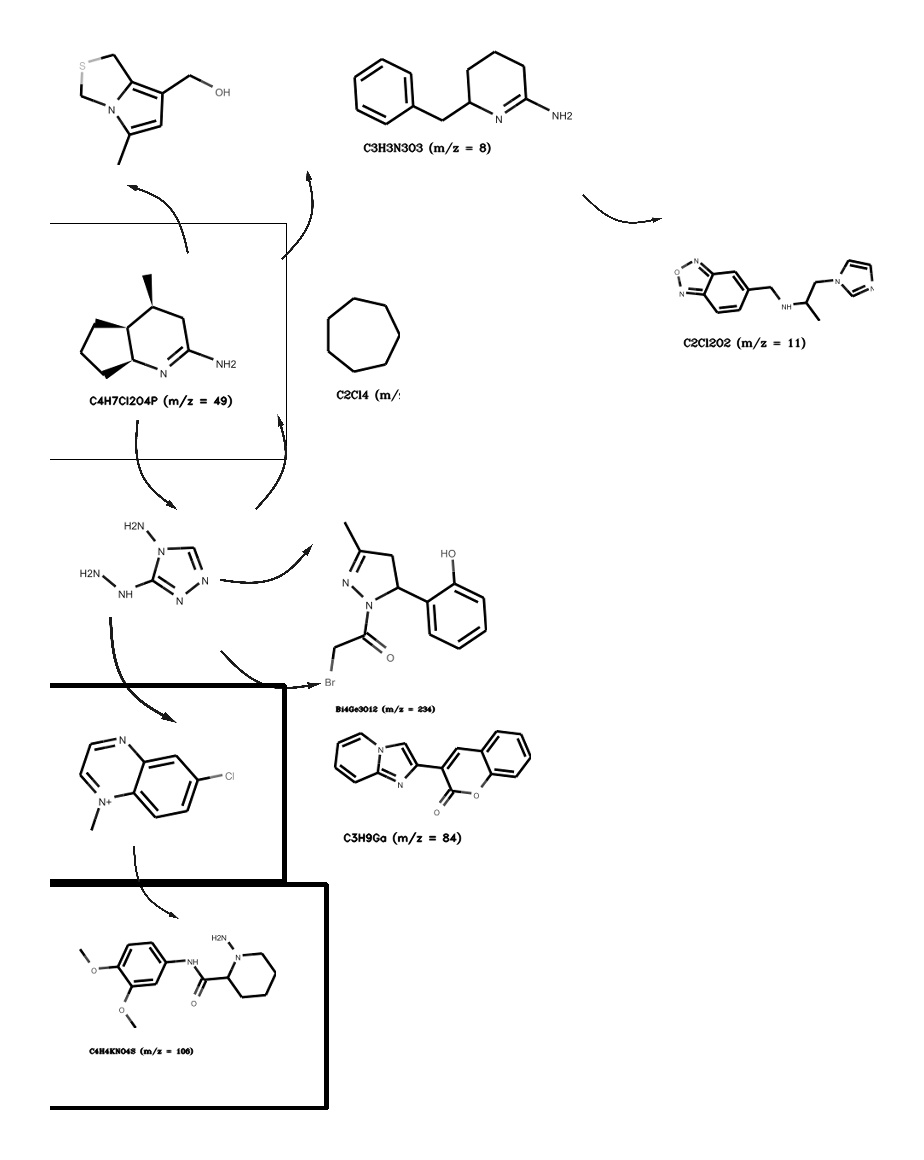 S
OH
N
N
NH2
C3H3N3O3 (m/z = 8)
N
O
N
N
N
NH
C2Cl2O2 (m/z = 11)
NH2
N
C4H7Cl2O4P (m/z = 49)
C2Cl4 (m/
H2N
N
H2N
NH
N
N
HO
N
N
O
Br
Bi4Ge3O12 (m/z = 234)
N
Cl
N+
N
N
O
O
C3H9Ga (m/z = 84)
H2N
NH
N
O
O
O
C4H4KNO4S (m/z = 106)